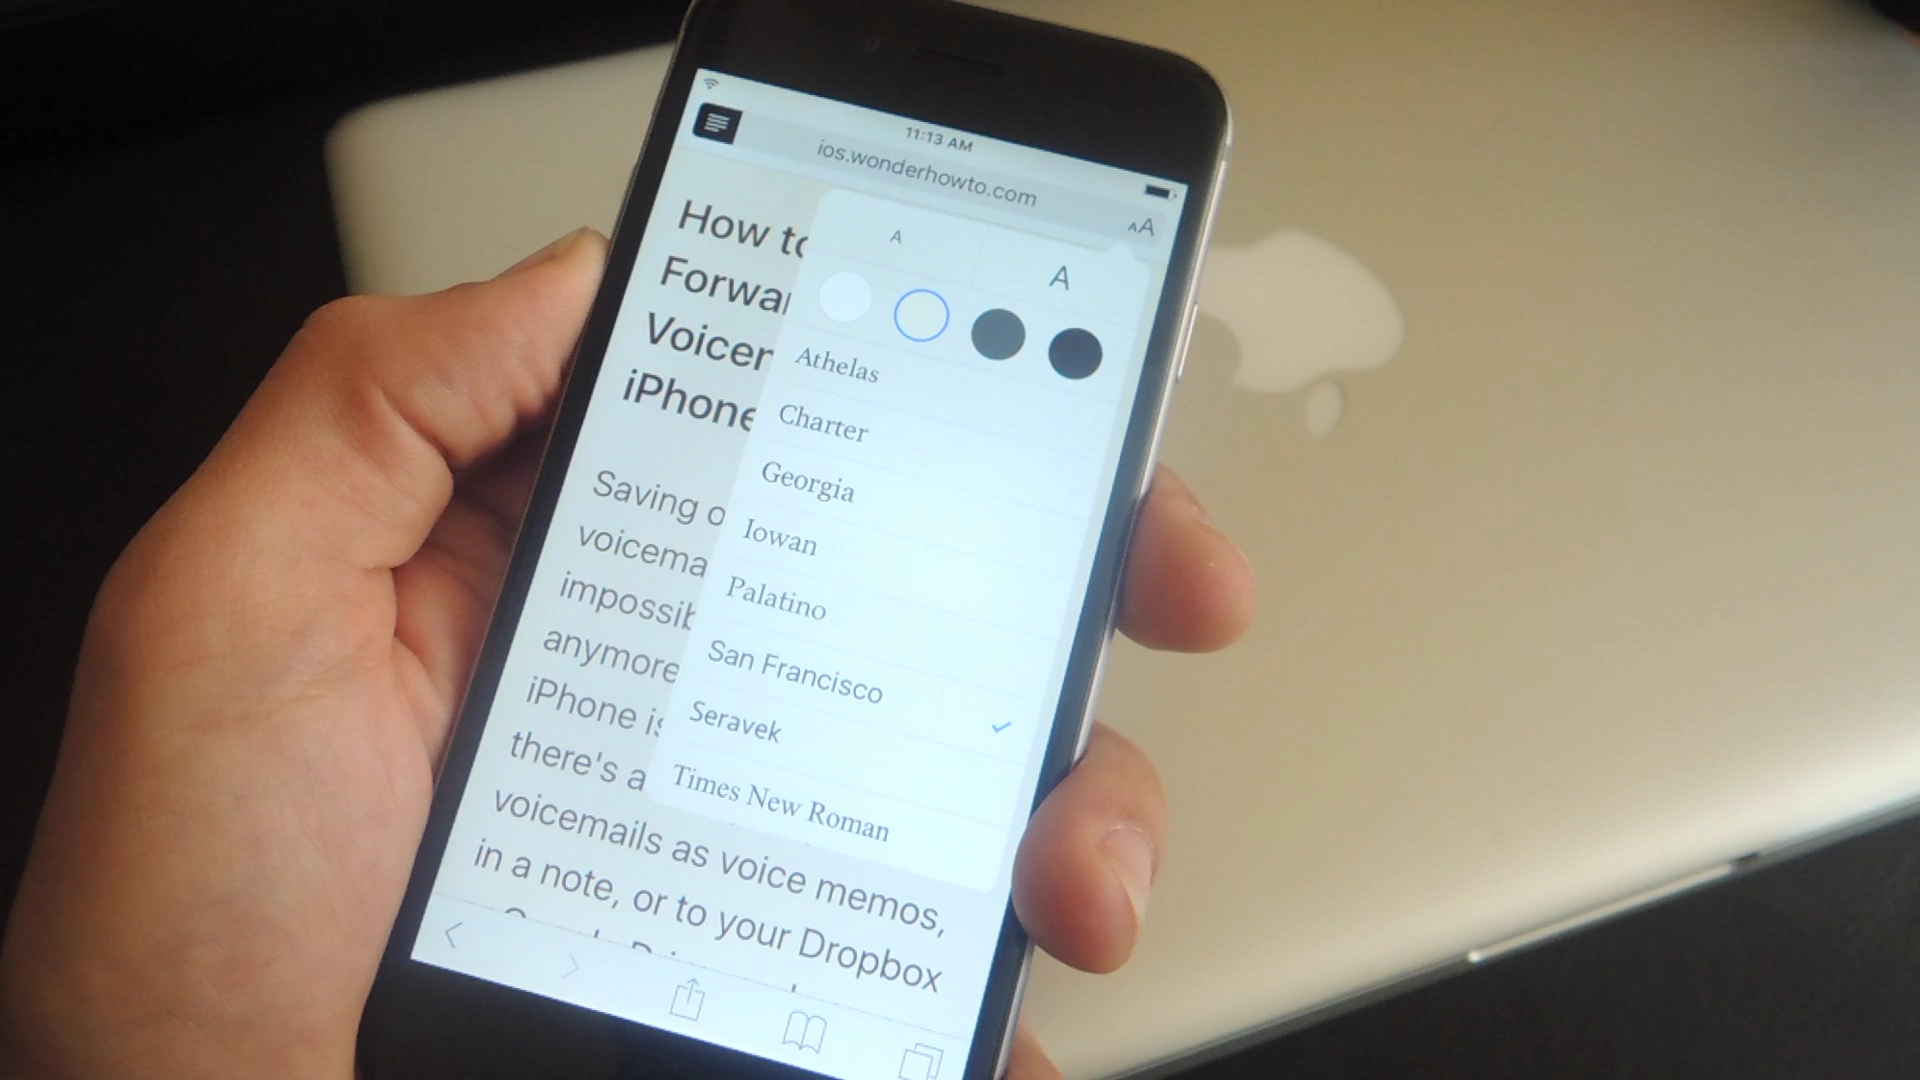 11:13 AM
ios.wonderhowto.com
AA
A A
How to
Forwar
Voicem
iPhone
Athelas
Charter
Georgia
Iowan
Palatino
San Francisco
Seravek
Times New Roman
Saving o
voicema
impossib
anymore
iPhone is
there's a
voicemails as voice memos,
in a note, or to your Dropbox